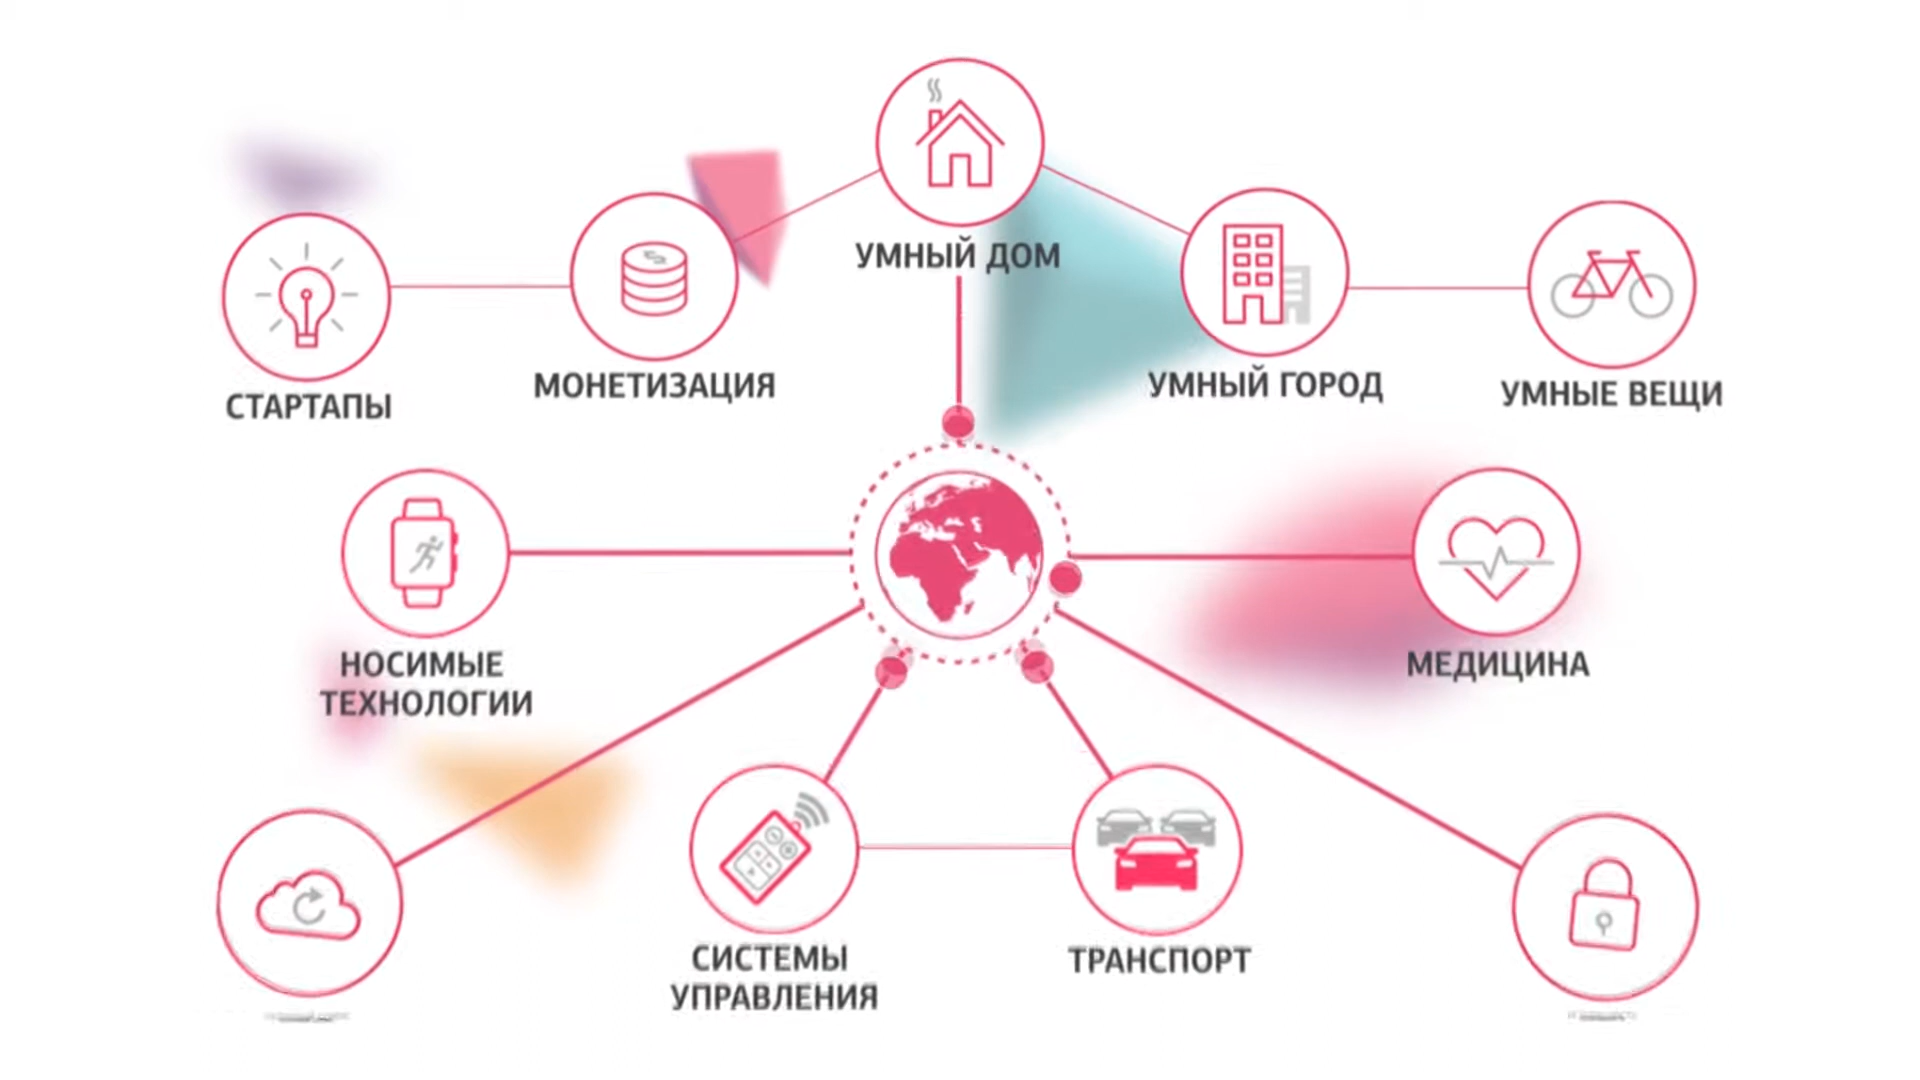 УМНЫЙ ДОМ
СТАРТАПЫ
МОНЕТИЗАЦИЯ
УМНЫЙ ГОРОД
УМНЫЕ ВЕЩИ
НОСИМЫЕ
ТЕХНОЛОГИИ
МЕДИЦИНА
СИСТЕМЫ
УПРАВЛЕНИЯ
ТРАНСПОРТ